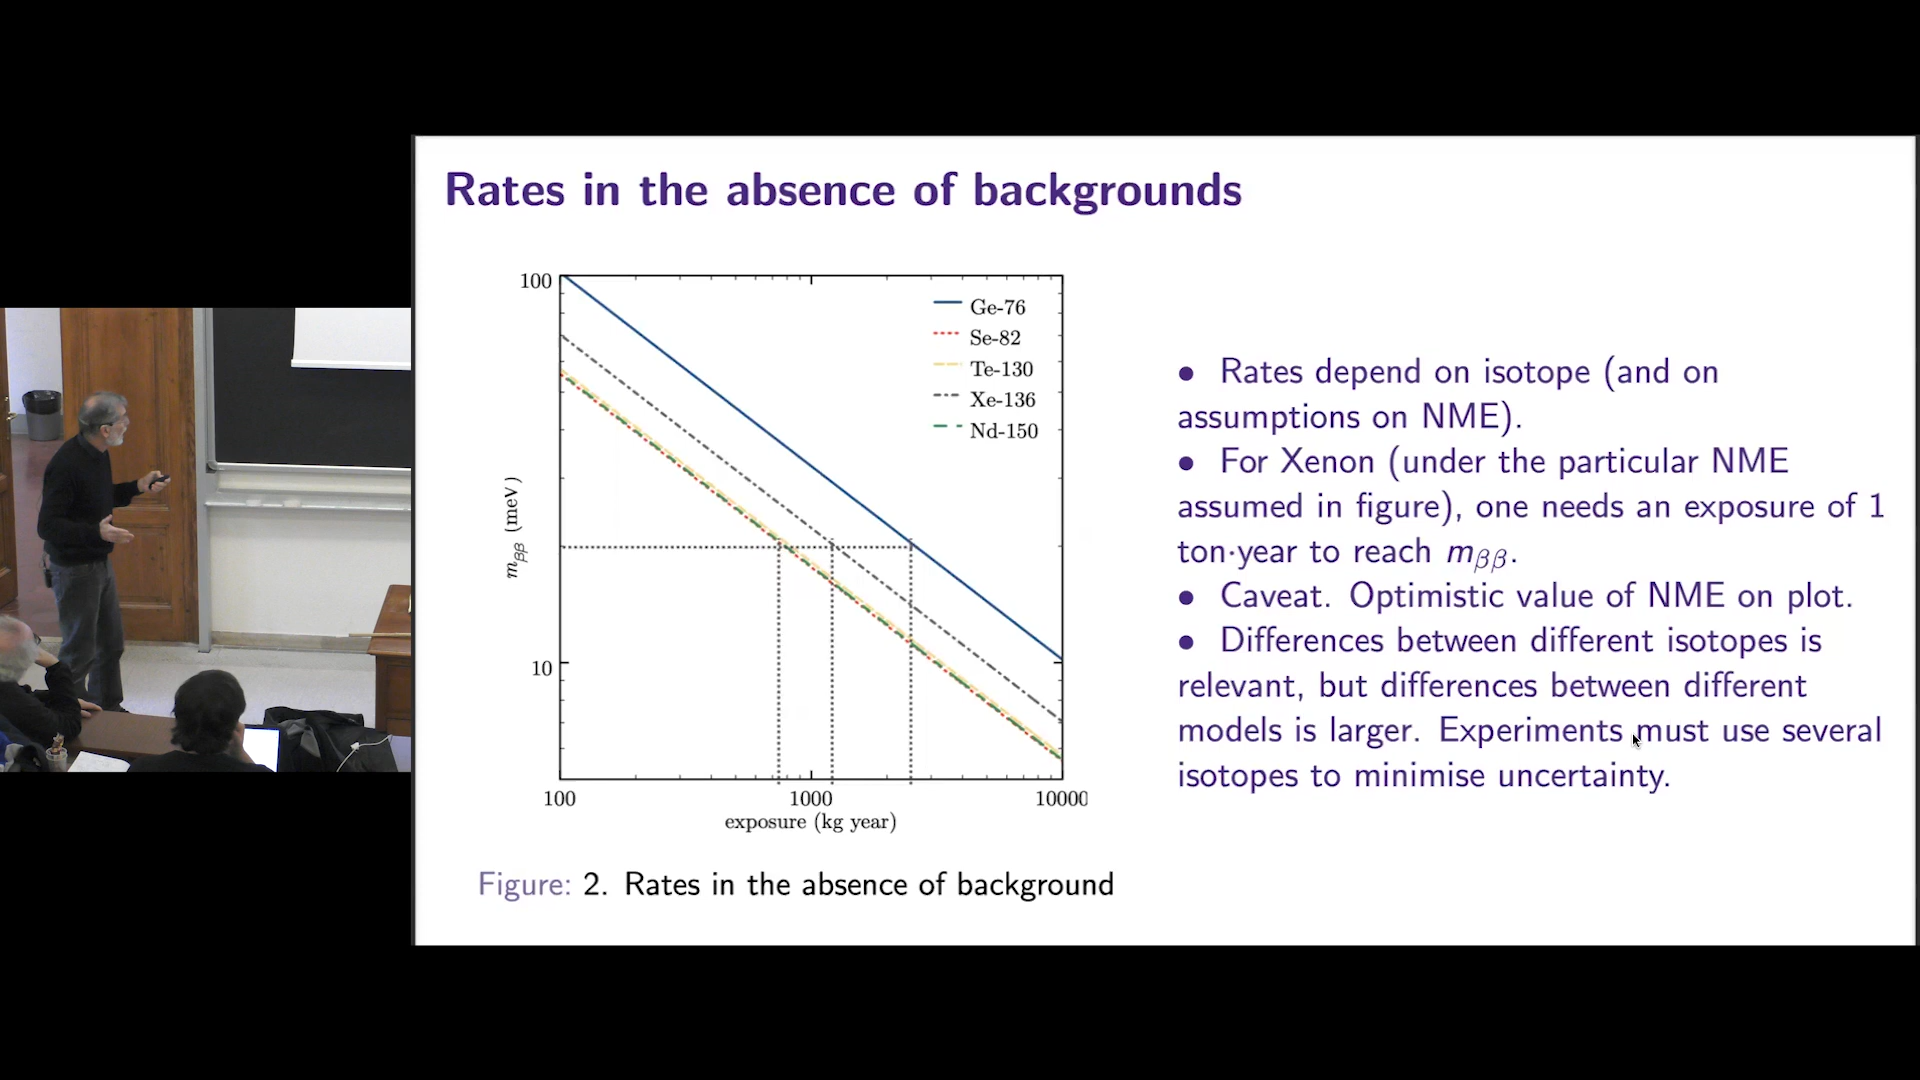 Rates in the absence of backgrounds
100
10
m_ββ (meV)
Ge-76
Se-82
Te-130
Xe-136
Nd-150
100 1000 10000
exposure (kg year)
Figure: 2. Rates in the absence of background
• Rates depend on isotope (and on
assumptions on NME).
• For Xenon (under the particular NME
assumed in figure), one needs an exposure of 1
ton·year to reach m_ββ.
• Caveat. Optimistic value of NME on plot.
• Differences between different isotopes is
relevant, but differences between different
models is larger. Experiments must use several
isotopes to minimise uncertainty.